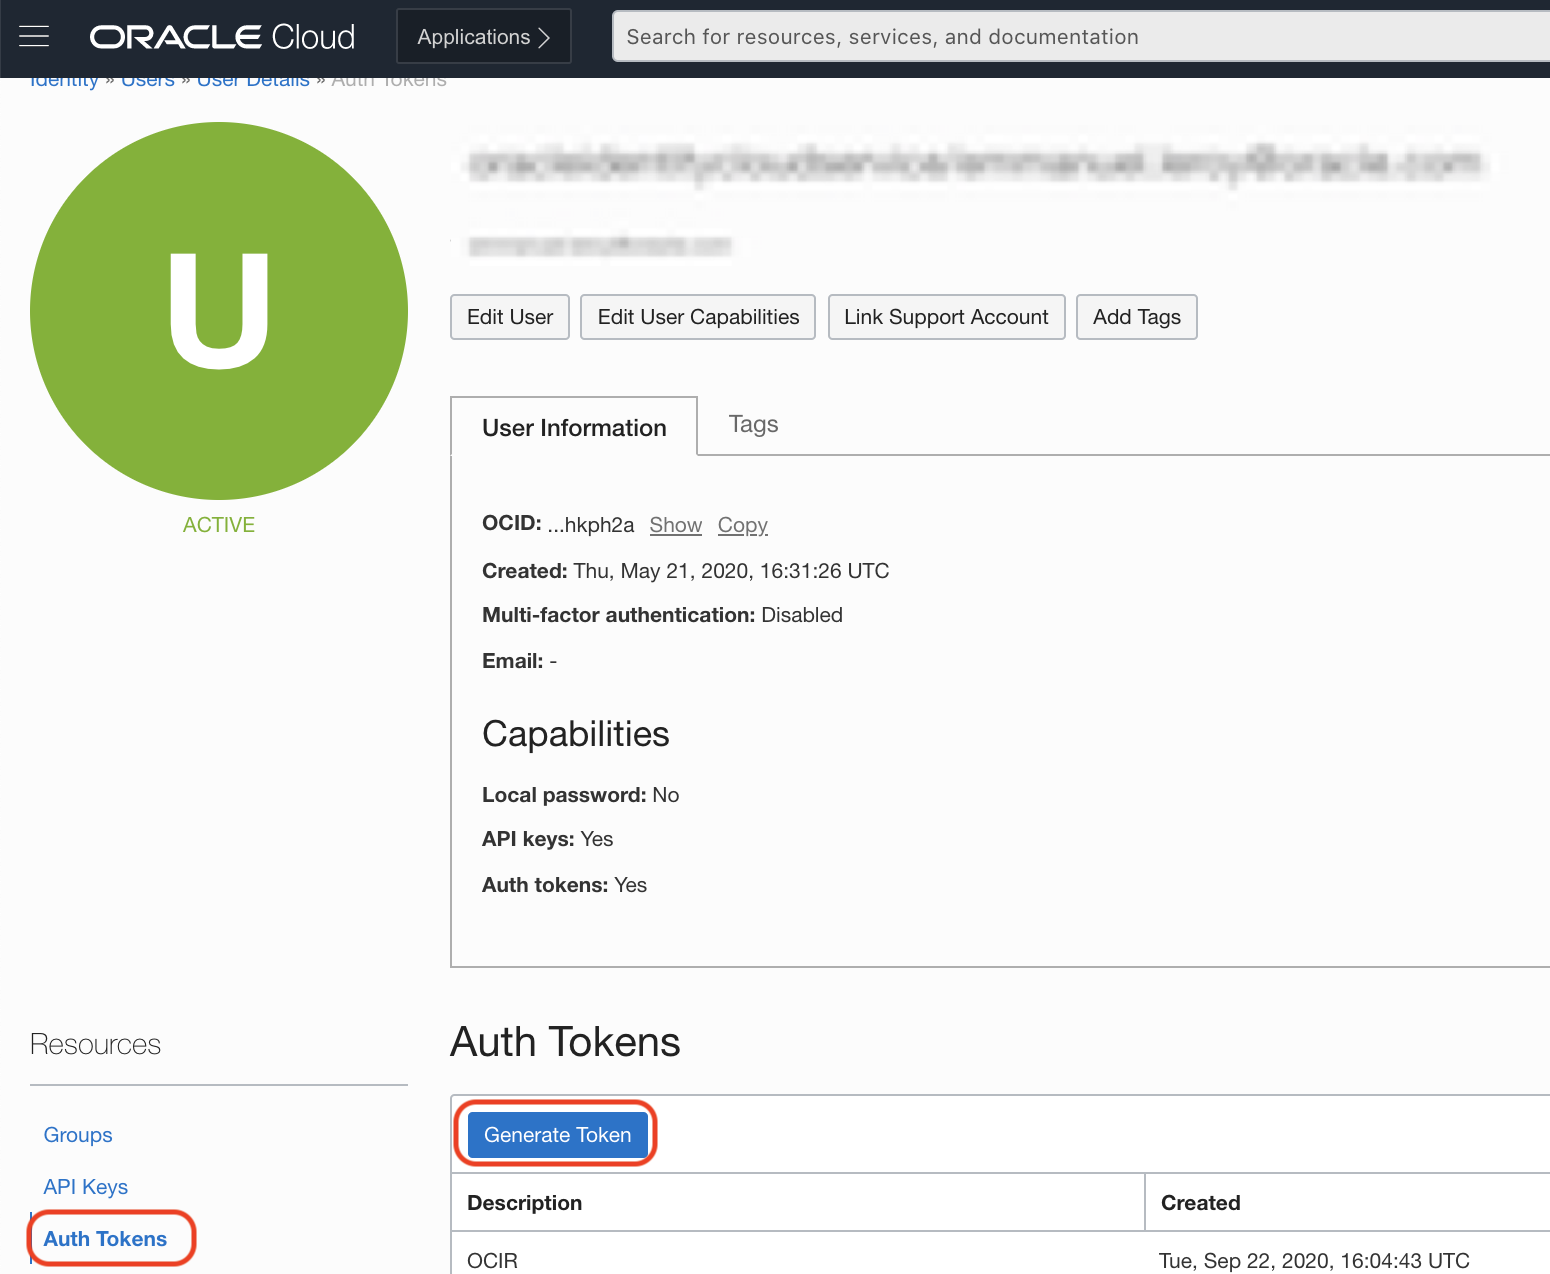 ORACLE Cloud
Applications
Search for resources, services, and documentation
Identity » Users » User Details » Auth Tokens
U
ACTIVE
Edit User
Edit User Capabilities
Link Support Account
Add Tags
User Information
Tags
OCID: ...hkph2a Show Copy
Created: Thu, May 21, 2020, 16:31:26 UTC
Multi-factor authentication: Disabled
Email: -
Capabilities
Local password: No
API keys: Yes
Auth tokens: Yes
Resources
Groups
API Keys
Auth Tokens
Auth Tokens
Generate Token
Description Created
OCIR Tue, Sep 22, 2020, 16:04:43 UTC